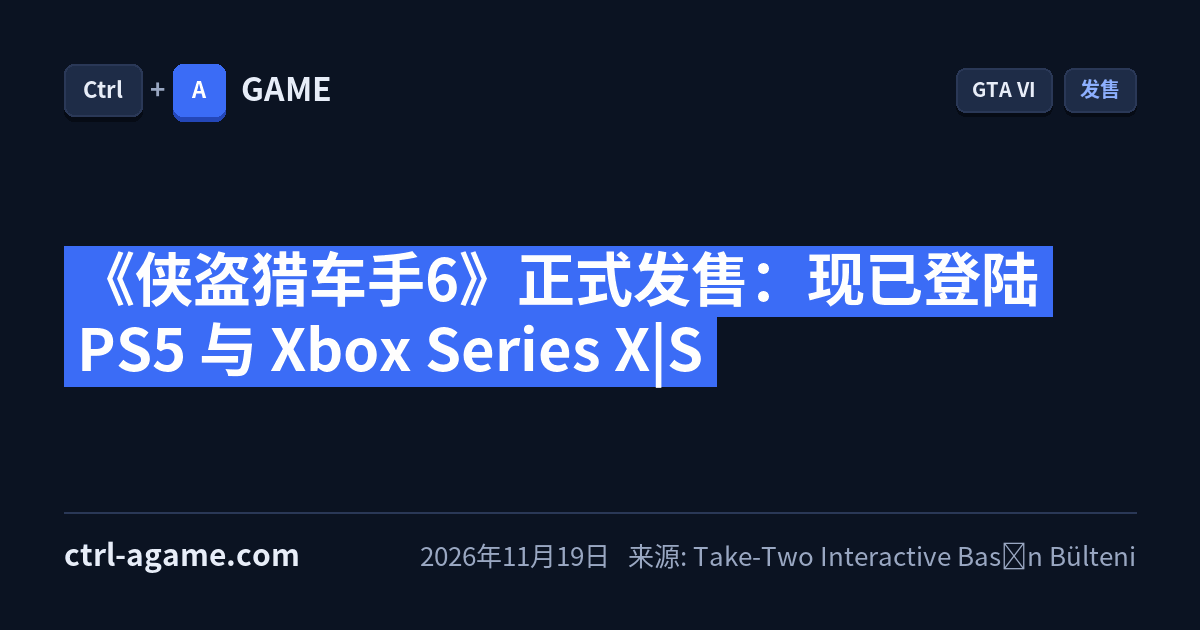 Ctrl + A GAME
GTA VI 发售
《侠盗猎车手6》正式发售：现已登陆
PS5 与 Xbox Series X|S
ctrl-agame.com
2026年11月19日 来源: Take-Two Interactive Bas☒n Bülteni